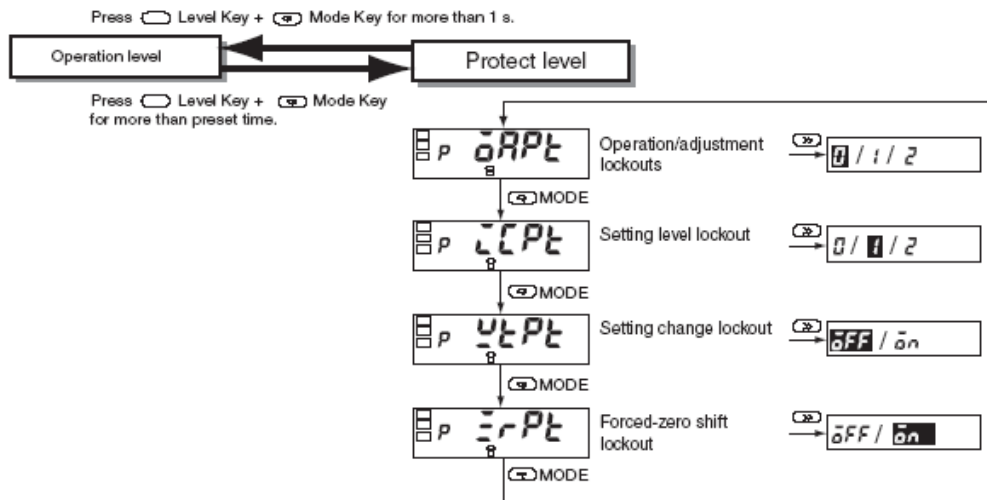 Press Level Key + Mode Key for more than 1 s.
Operation level
Protect level
Press Level Key + Mode Key
for more than preset time.
P oAPt
Operation/adjustment
lockouts
0 / 1 / 2
MODE
P iCPt
Setting level lockout
0 / 1 / 2
MODE
P WtPt
Setting change lockout
oFF / on
MODE
P ZrPt
Forced-zero shift
lockout
oFF / on
MODE